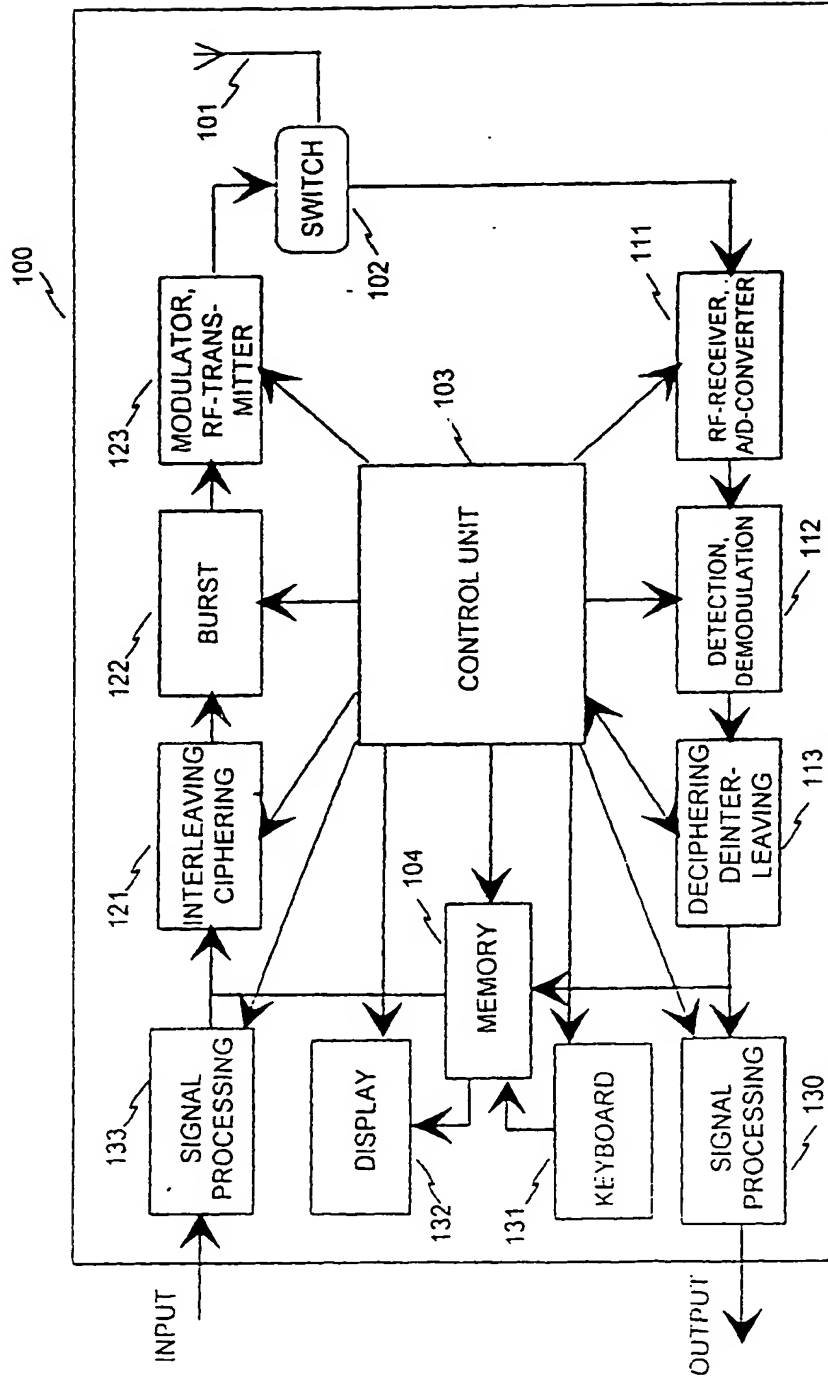 100
INPUT
133
SIGNAL
PROCESSING
121
INTERLEAVING
CIPHERING
122
BURST
123
MODULATOR,
RF-TRANS-
MITTER
101
SWITCH
102
132
DISPLAY
104
MEMORY
103
CONTROL UNIT
131
KEYBOARD
OUTPUT
SIGNAL
PROCESSING
130
DECIPHERING
DEINTER-
LEAVING
113
DETECTION,
DEMODULATION
112
111
RF-RECEIVER,
A/D-CONVERTER